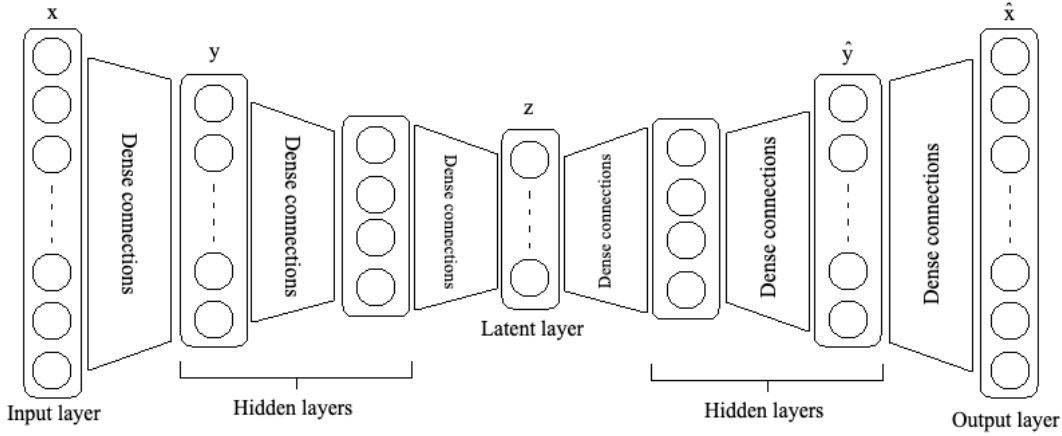 x
y
z
ŷ
x̂
Dense connections
Dense connections
Dense connections
Dense connections
Dense connections
Dense connections
Input layer
Hidden layers
Latent layer
Hidden layers
Output layer